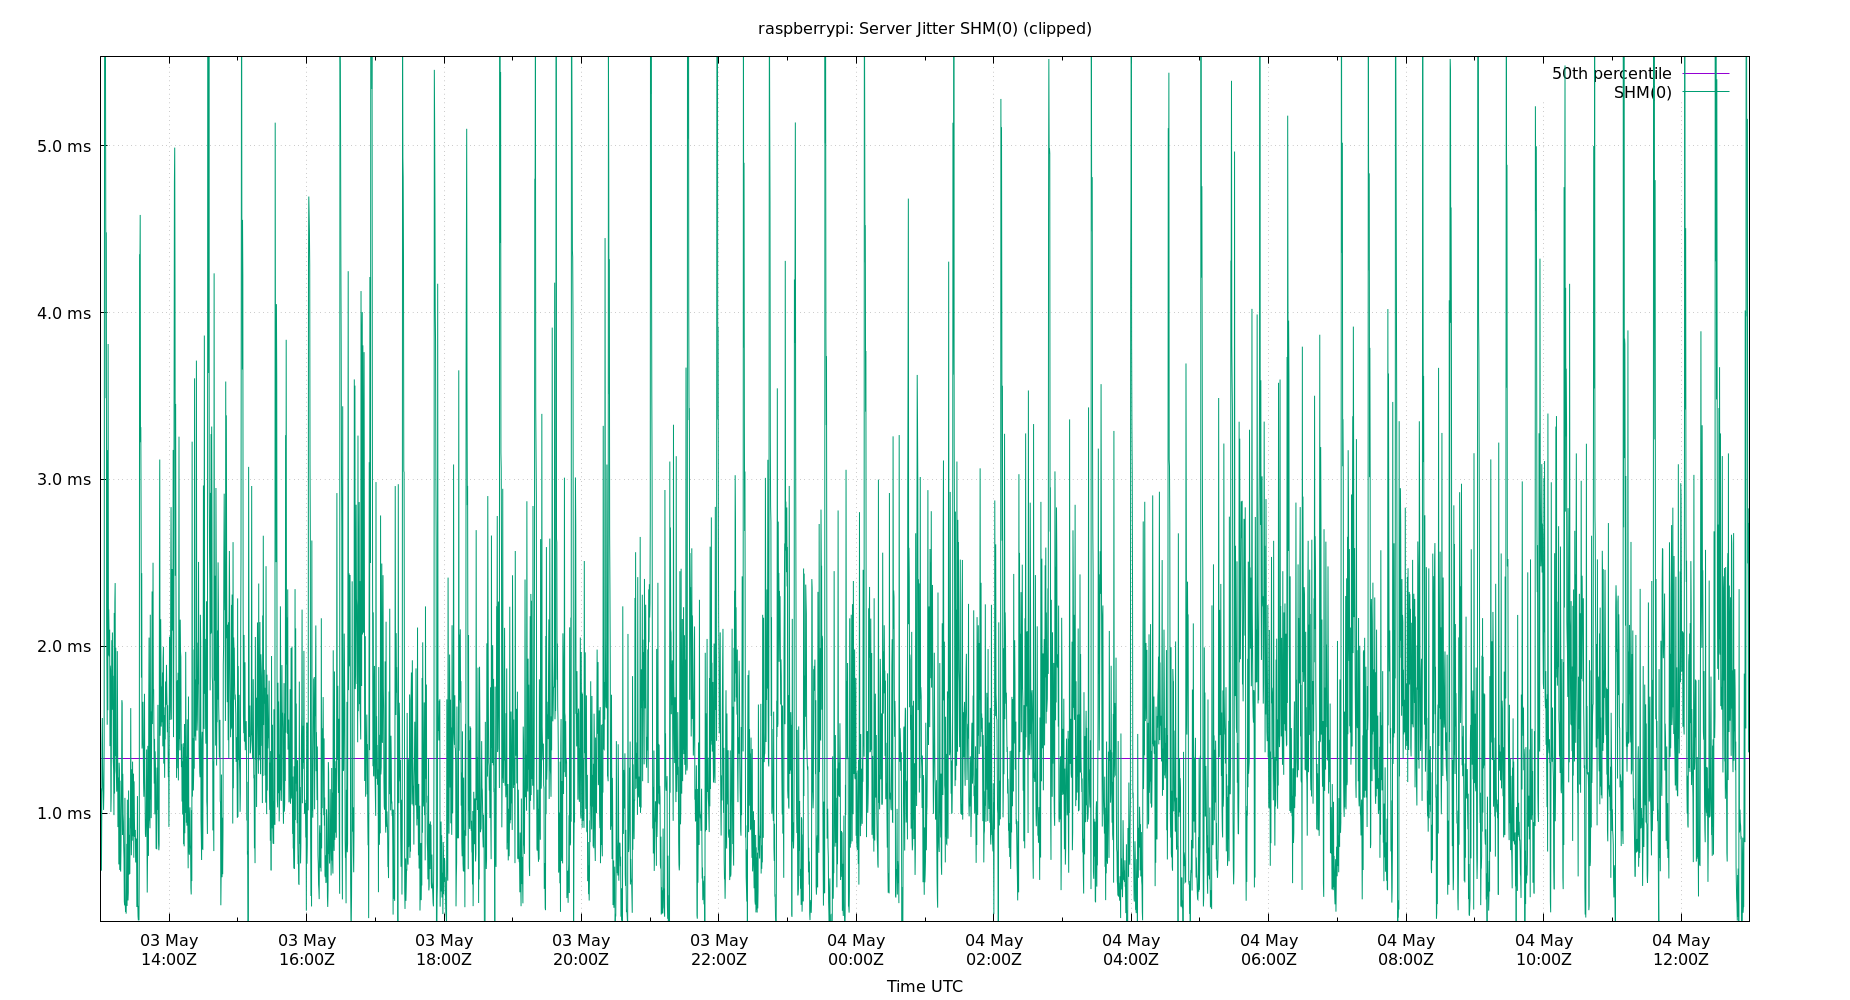 raspberrypi: Server Jitter SHM(0) (clipped)
50th percentile
SHM(0)
5.0 ms
4.0 ms
3.0 ms
2.0 ms
1.0 ms
03 May 03 May 03 May 03 May 03 May 04 May 04 May 04 May 04 May 04 May 04 May 04 May
14:00Z 16:00Z 18:00Z 20:00Z 22:00Z 00:00Z 02:00Z 04:00Z 06:00Z 08:00Z 10:00Z 12:00Z
Time UTC